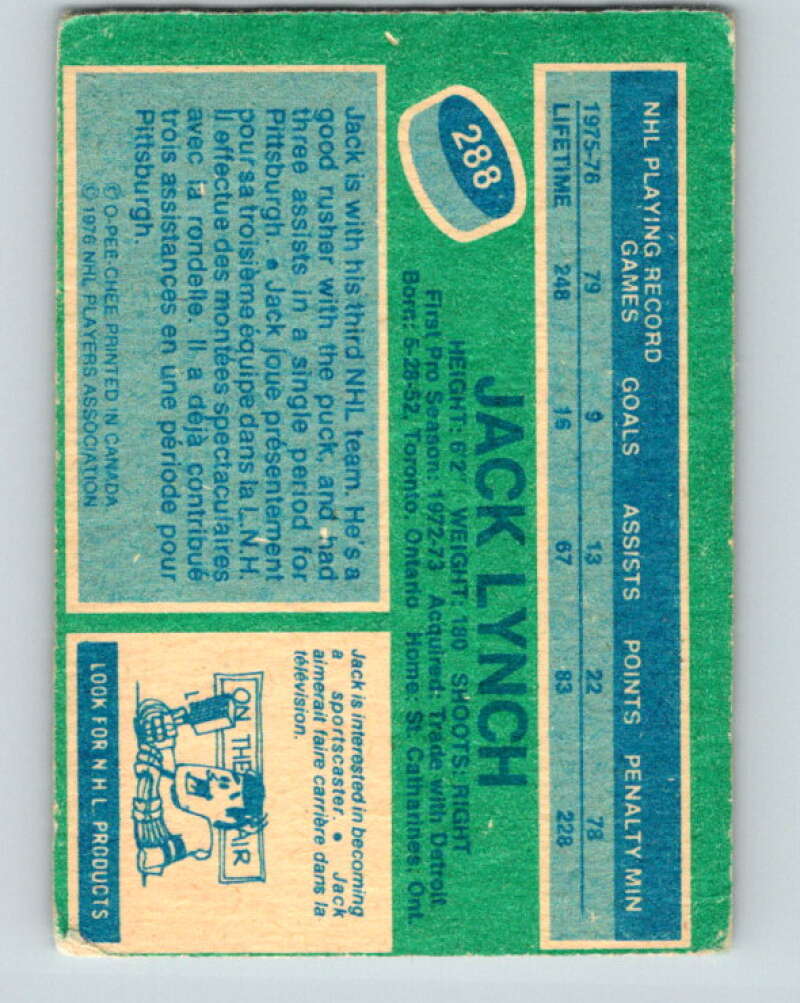 NHL PLAYING RECORD
GAMES GOALS ASSISTS POINTS PENALTY MIN
1975-76 79 9 13 22 78
LIFETIME 248 16 67 83 228
288
JACK LYNCH
HEIGHT: 6'2" WEIGHT: 180 SHOOTS: RIGHT
First Pro Season: 1972-73 Acquired: Trade with Detroit
Born: 5-28-52, Toronto, Ontario Home: St. Catharines, Ont.
Jack is with his third NHL team. He's a
good rusher with the puck, and had
three assists in a single period for
Pittsburgh. • Jack joue présentement
pour sa troisième équipe dans la L.N.H.
Il effectue des montées spectaculaires
avec la rondelle. Il a déjà contribué
trois assistances en une période pour
Pittsburgh.
© O-PEE-CHEE PRINTED IN CANADA
© 1976 NHL PLAYERS ASSOCIATION
Jack is interested in becoming
a sportscaster. • Jack
aimerait faire carrière dans la
télévision.
ON THE AIR
LOOK FOR N.H.L. PRODUCTS